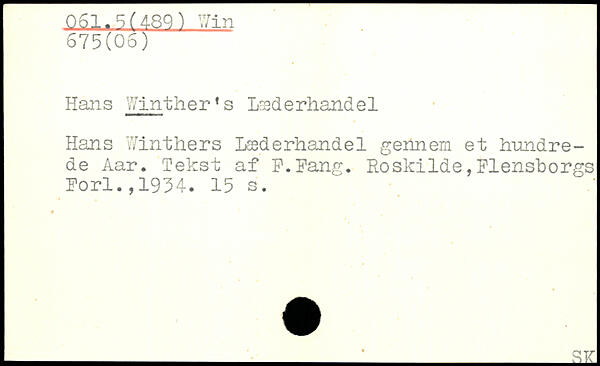 061.5(489) Win
675(06)
Hans Winther's Læderhandel
Hans Winthers Læderhandel gennem et hundre-
de Aar. Tekst af F.Fang. Roskilde,Flensborgs
Forl.,1934. 15 s.
SK